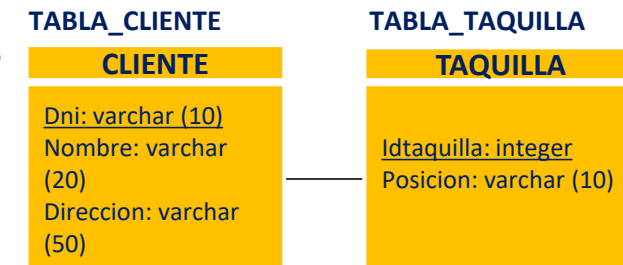 TABLA_CLIENTE
CLIENTE
Dni: varchar (10)
Nombre: varchar
(20)
Direccion: varchar
(50)
TABLA_TAQUILLA
TAQUILLA
Idtaquilla: integer
Posicion: varchar (10)